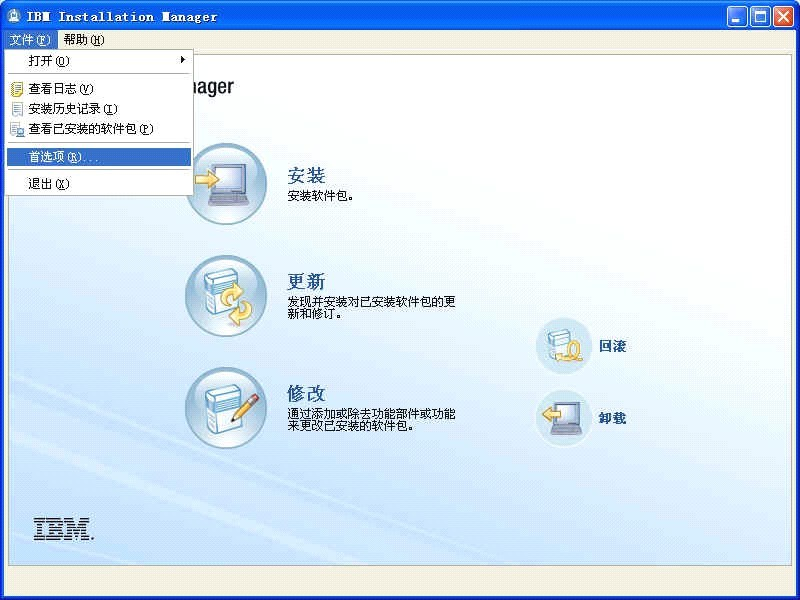 IBM Installation Manager
文件(F) 帮助(H)
打开(O)
查看日志(V)
安装历史记录(I)
查看已安装的软件包(P)
首选项(R)...
退出(X)
nager
安装
安装软件包。
更新
发现并安装对已安装软件包的更
新和修订。
回滚
修改
通过添加或除去功能部件或功能
来更改已安装的软件包。
卸载
IBM.